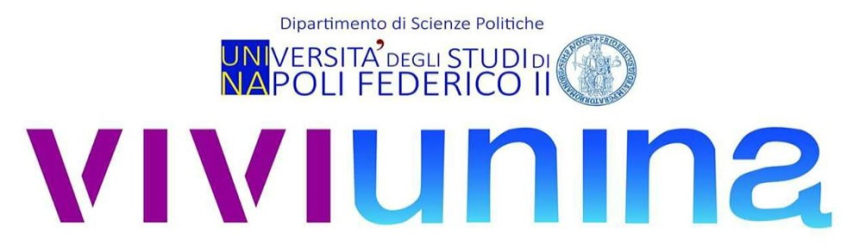 Dipartimento di Scienze Politiche
UNIVERSITA' DEGLI STUDI DI
NAPOLI FEDERICO II
VIVIunina